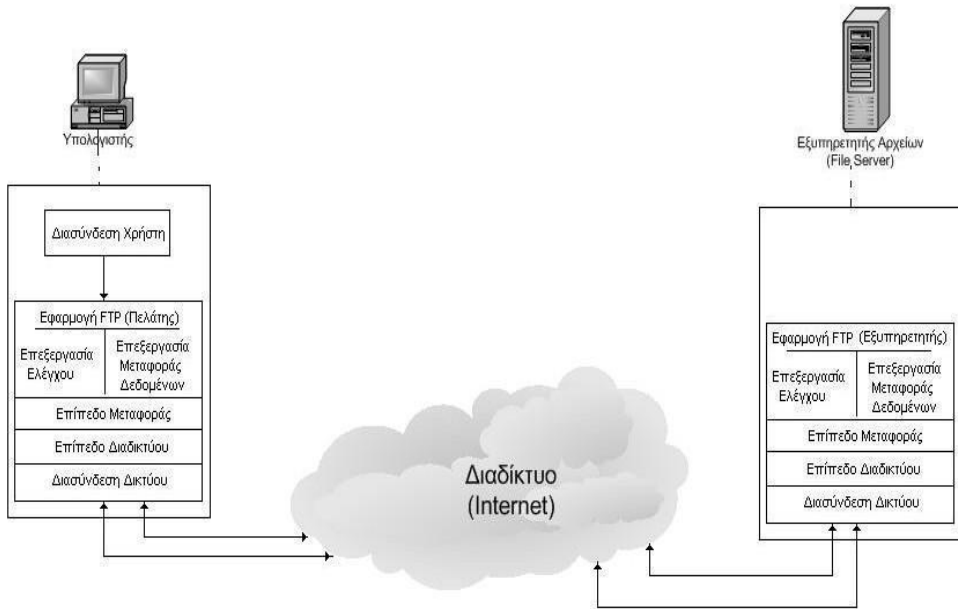 Υπολογιστής
Εξυπηρετητής Αρχείων
(File Server)
Διασύνδεση Χρήστη
Εφαρμογή FTP (Πελάτης)
Επεξεργασία
Ελέγχου
Επεξεργασία
Μεταφοράς
Δεδομένων
Επίπεδο Μεταφοράς
Επίπεδο Διαδικτύου
Διασύνδεση Δικτύου
Διαδίκτυο
(Internet)
Εφαρμογή FTP (Εξυπηρετητής)
Επεξεργασία
Ελέγχου
Επεξεργασία
Μεταφοράς
Δεδομένων
Επίπεδο Μεταφοράς
Επίπεδο Διαδικτύου
Διασύνδεση Δικτύου